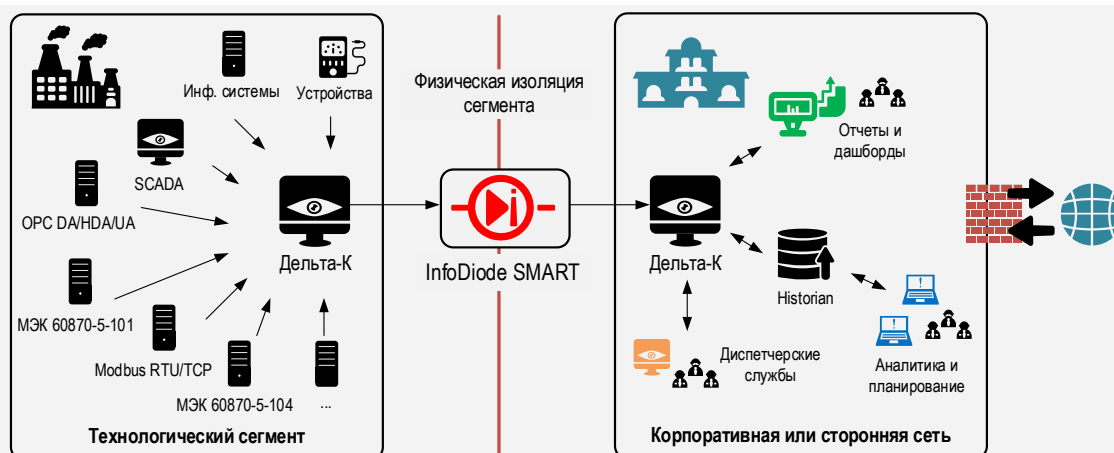 Инф. системы
Устройства
SCADA
ОРС DA/HDA/UA
Дельта-К
МЭК 60870-5-101
Modbus RTU/TCP
МЭК 60870-5-104
...
Технологический сегмент
Физическая изоляция
сегмента
InfoDiode SMART
Отчеты и
дашборды
Дельта-К
Historian
Диспетчерские
службы
Аналитика и
планирование
Корпоративная или сторонняя сеть